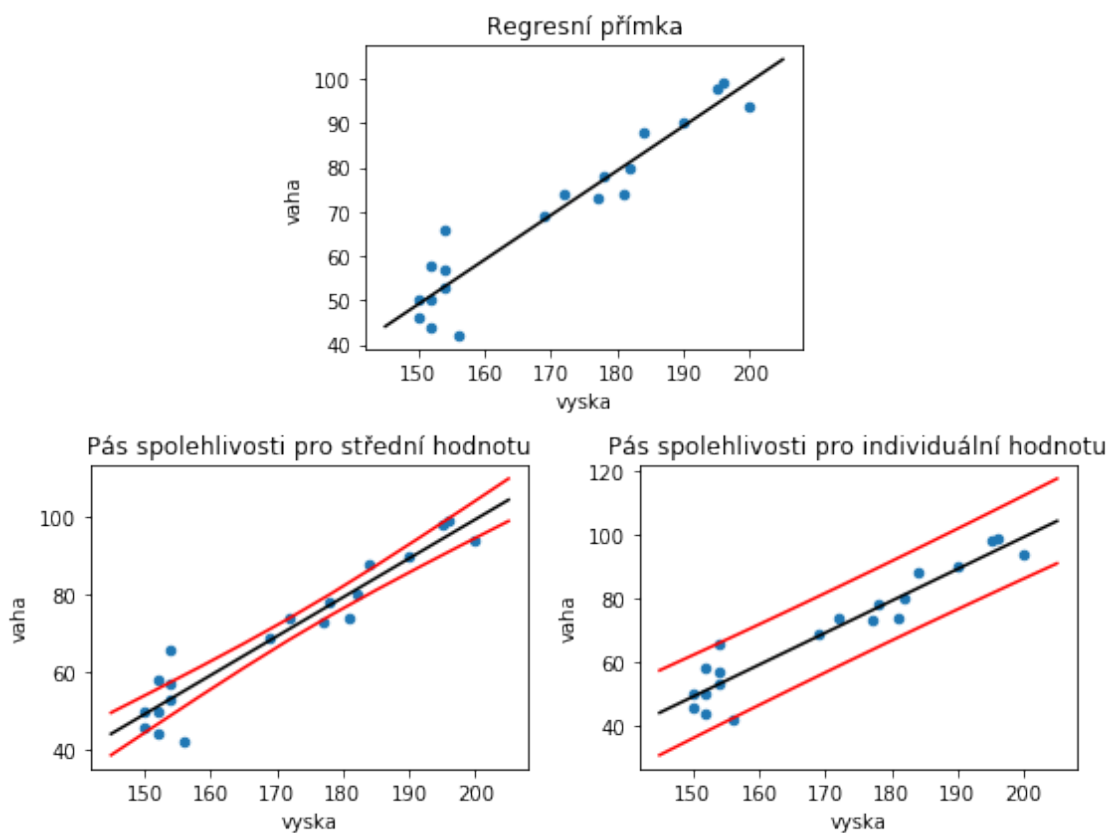 Regresní přímka
100
90
80
70
60
50
40
vaha
150 160 170 180 190 200
vyska
Pás spolehlivosti pro střední hodnotu
100
80
60
40
vaha
150 160 170 180 190 200
vyska
Pás spolehlivosti pro individuální hodnotu
120
100
80
60
40
vaha
150 160 170 180 190 200
vyska